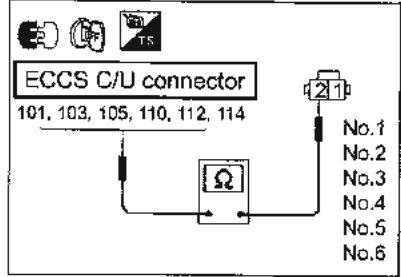 T.S
ECCS C/U connector
101, 103, 105, 110, 112, 114
2 1
Ω
No.1
No.2
No.3
No.4
No.5
No.6